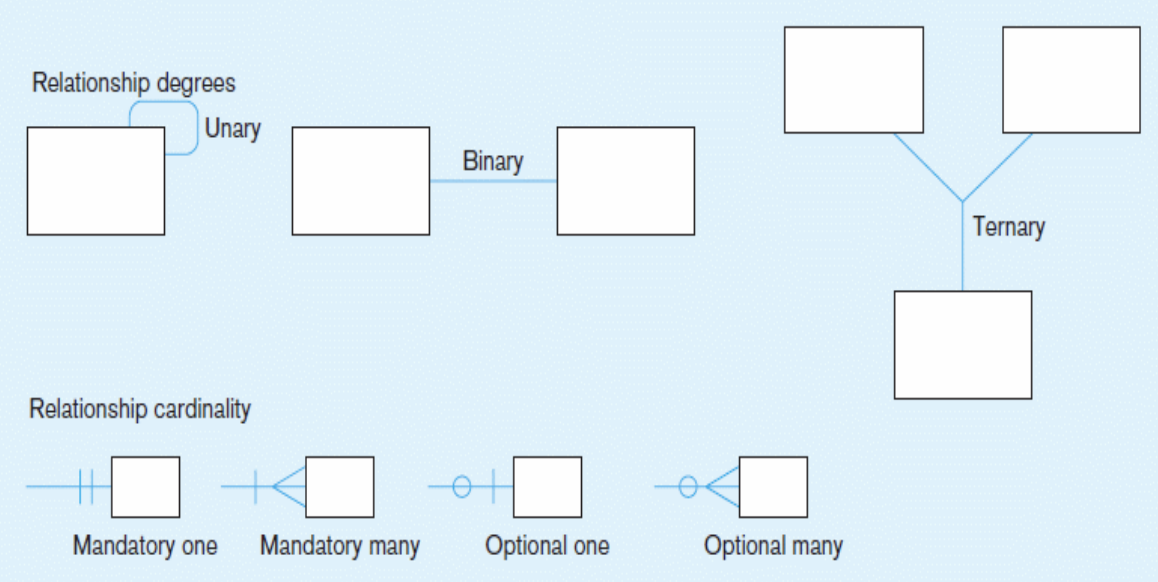 Relationship degrees
Unary
Binary
Ternary
Relationship cardinality
Mandatory one
Mandatory many
Optional one
Optional many